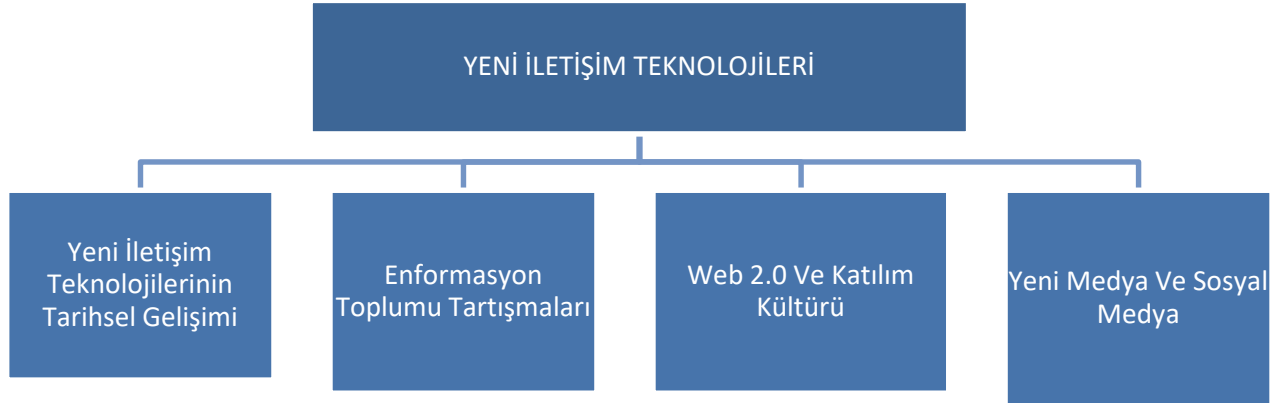 YENİ İLETİŞİM TEKNOLOJİLERİ
Yeni İletişim
Teknolojilerinin
Tarihsel Gelişimi
Enformasyon
Toplumu Tartışmaları
Web 2.0 Ve Katılım
Kültürü
Yeni Medya Ve Sosyal
Medya